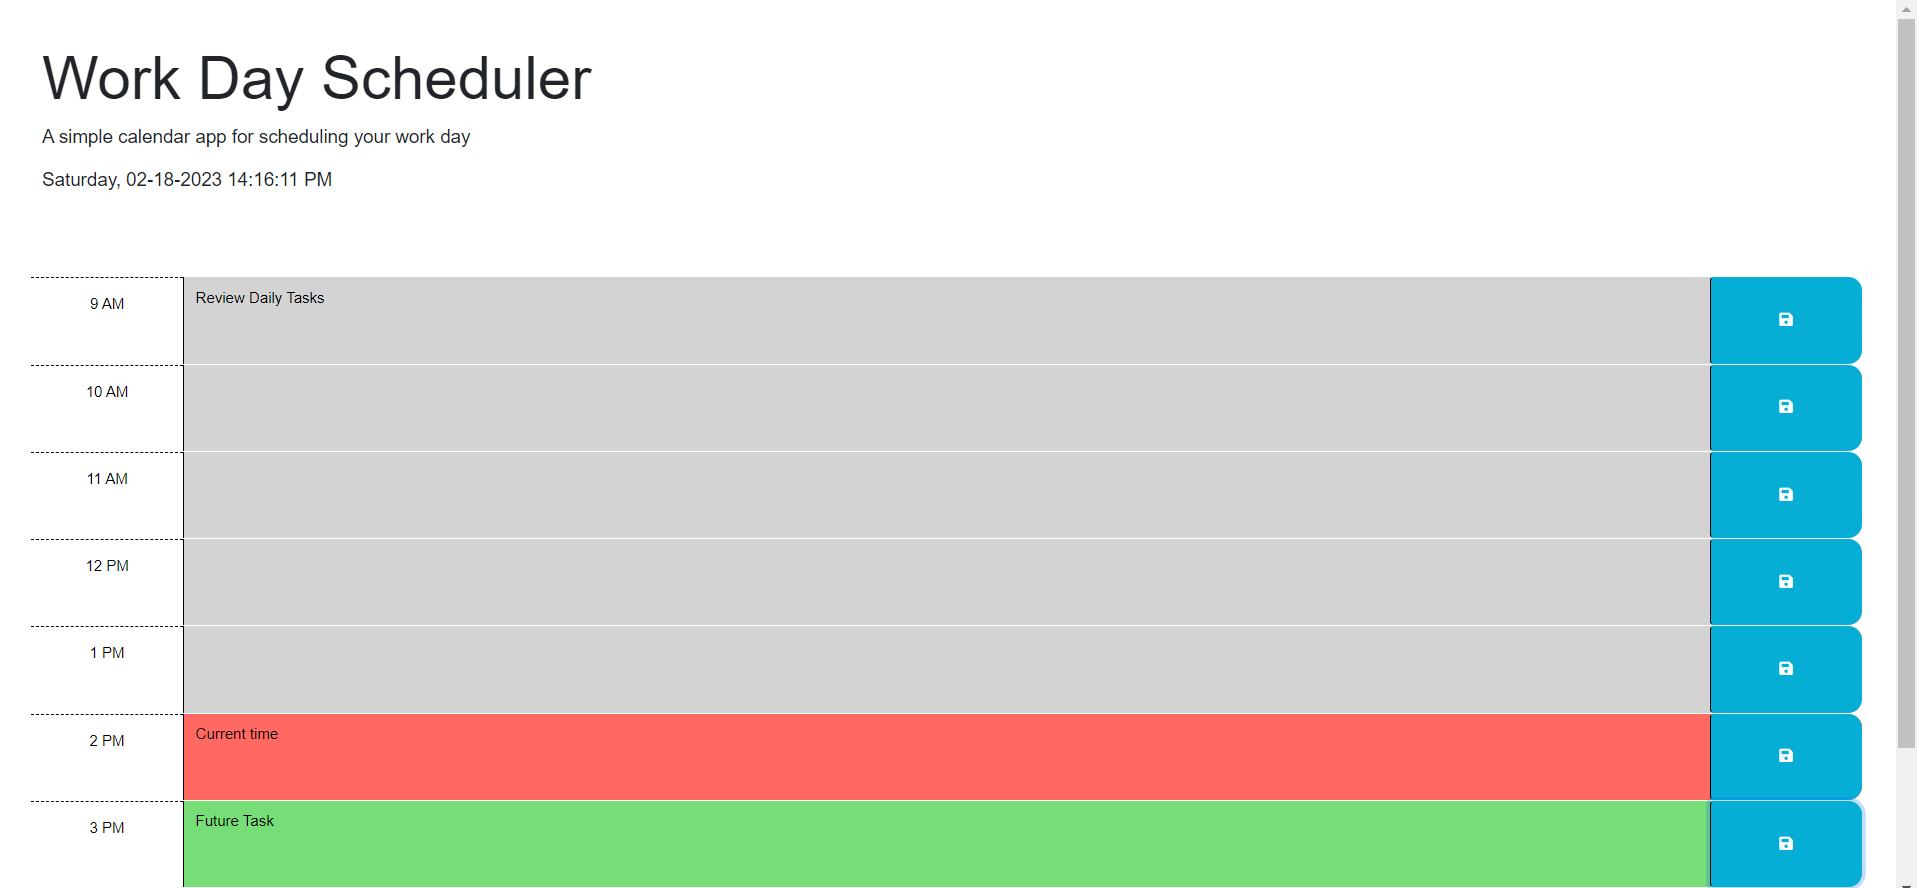 Work Day Scheduler
A simple calendar app for scheduling your work day
Saturday, 02-18-2023 14:16:11 PM
9 AM
Review Daily Tasks
10 AM
11 AM
12 PM
1 PM
2 PM
Current time
3 PM
Future Task